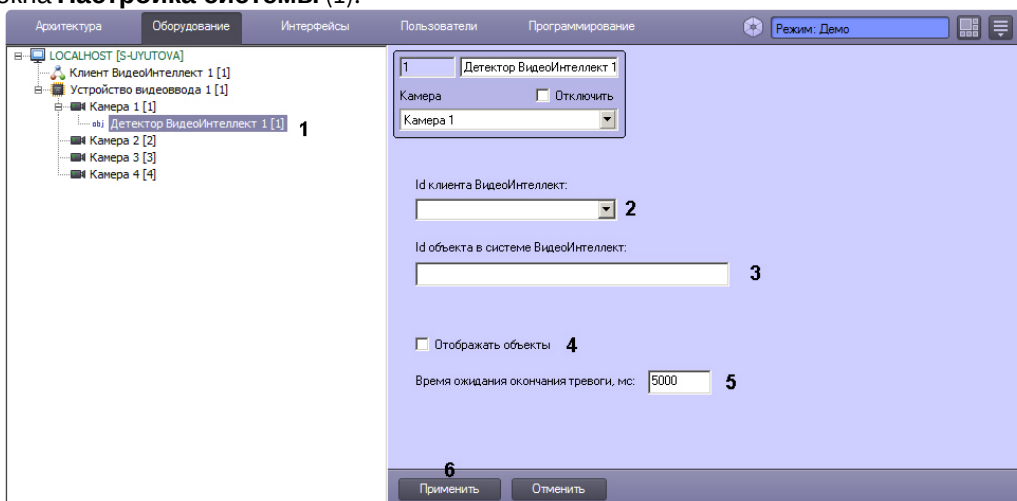 окна Настройка системы (1).
Архитектура Оборудование Интерфейсы Пользователи Программирование Режим: Демо
LOCALHOST [S-UYUTOVA]
Клиент ВидеоИнтеллект 1 [1]
Устройство видеоввода 1 [1]
Камера 1 [1]
obj Детектор ВидеоИнтеллект 1 [1] 1
Камера 2 [2]
Камера 3 [3]
Камера 4 [4]
1 Детектор ВидеоИнтеллект 1
Камера Отключить
Камера 1
Id клиента ВидеоИнтеллект:
2
Id объекта в системе ВидеоИнтеллект:
3
Отображать объекты 4
Время ожидания окончания тревоги, мс: 5000 5
6
Применить Отменить